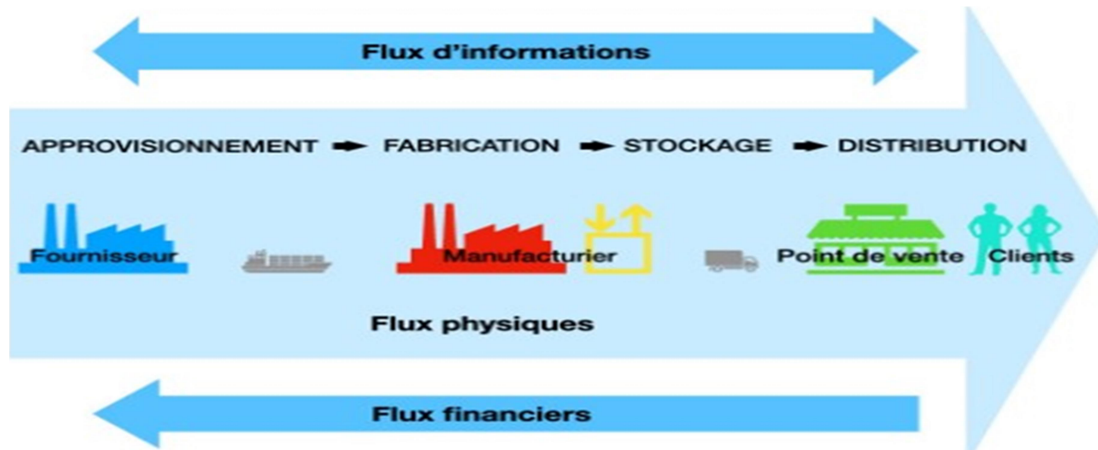 Flux d'informations
APPROVISIONNEMENT FABRICATION STOCKAGE DISTRIBUTION
Fournisseur Manufacturier Point de vente Clients
Flux physiques
Flux financiers